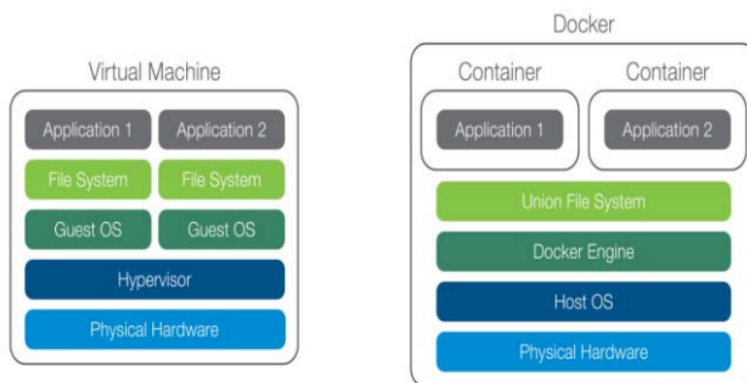 Virtual Machine
Application 1 Application 2
File System File System
Guest OS Guest OS
Hypervisor
Physical Hardware
Docker
Container Container
Application 1 Application 2
Union File System
Docker Engine
Host OS
Physical Hardware